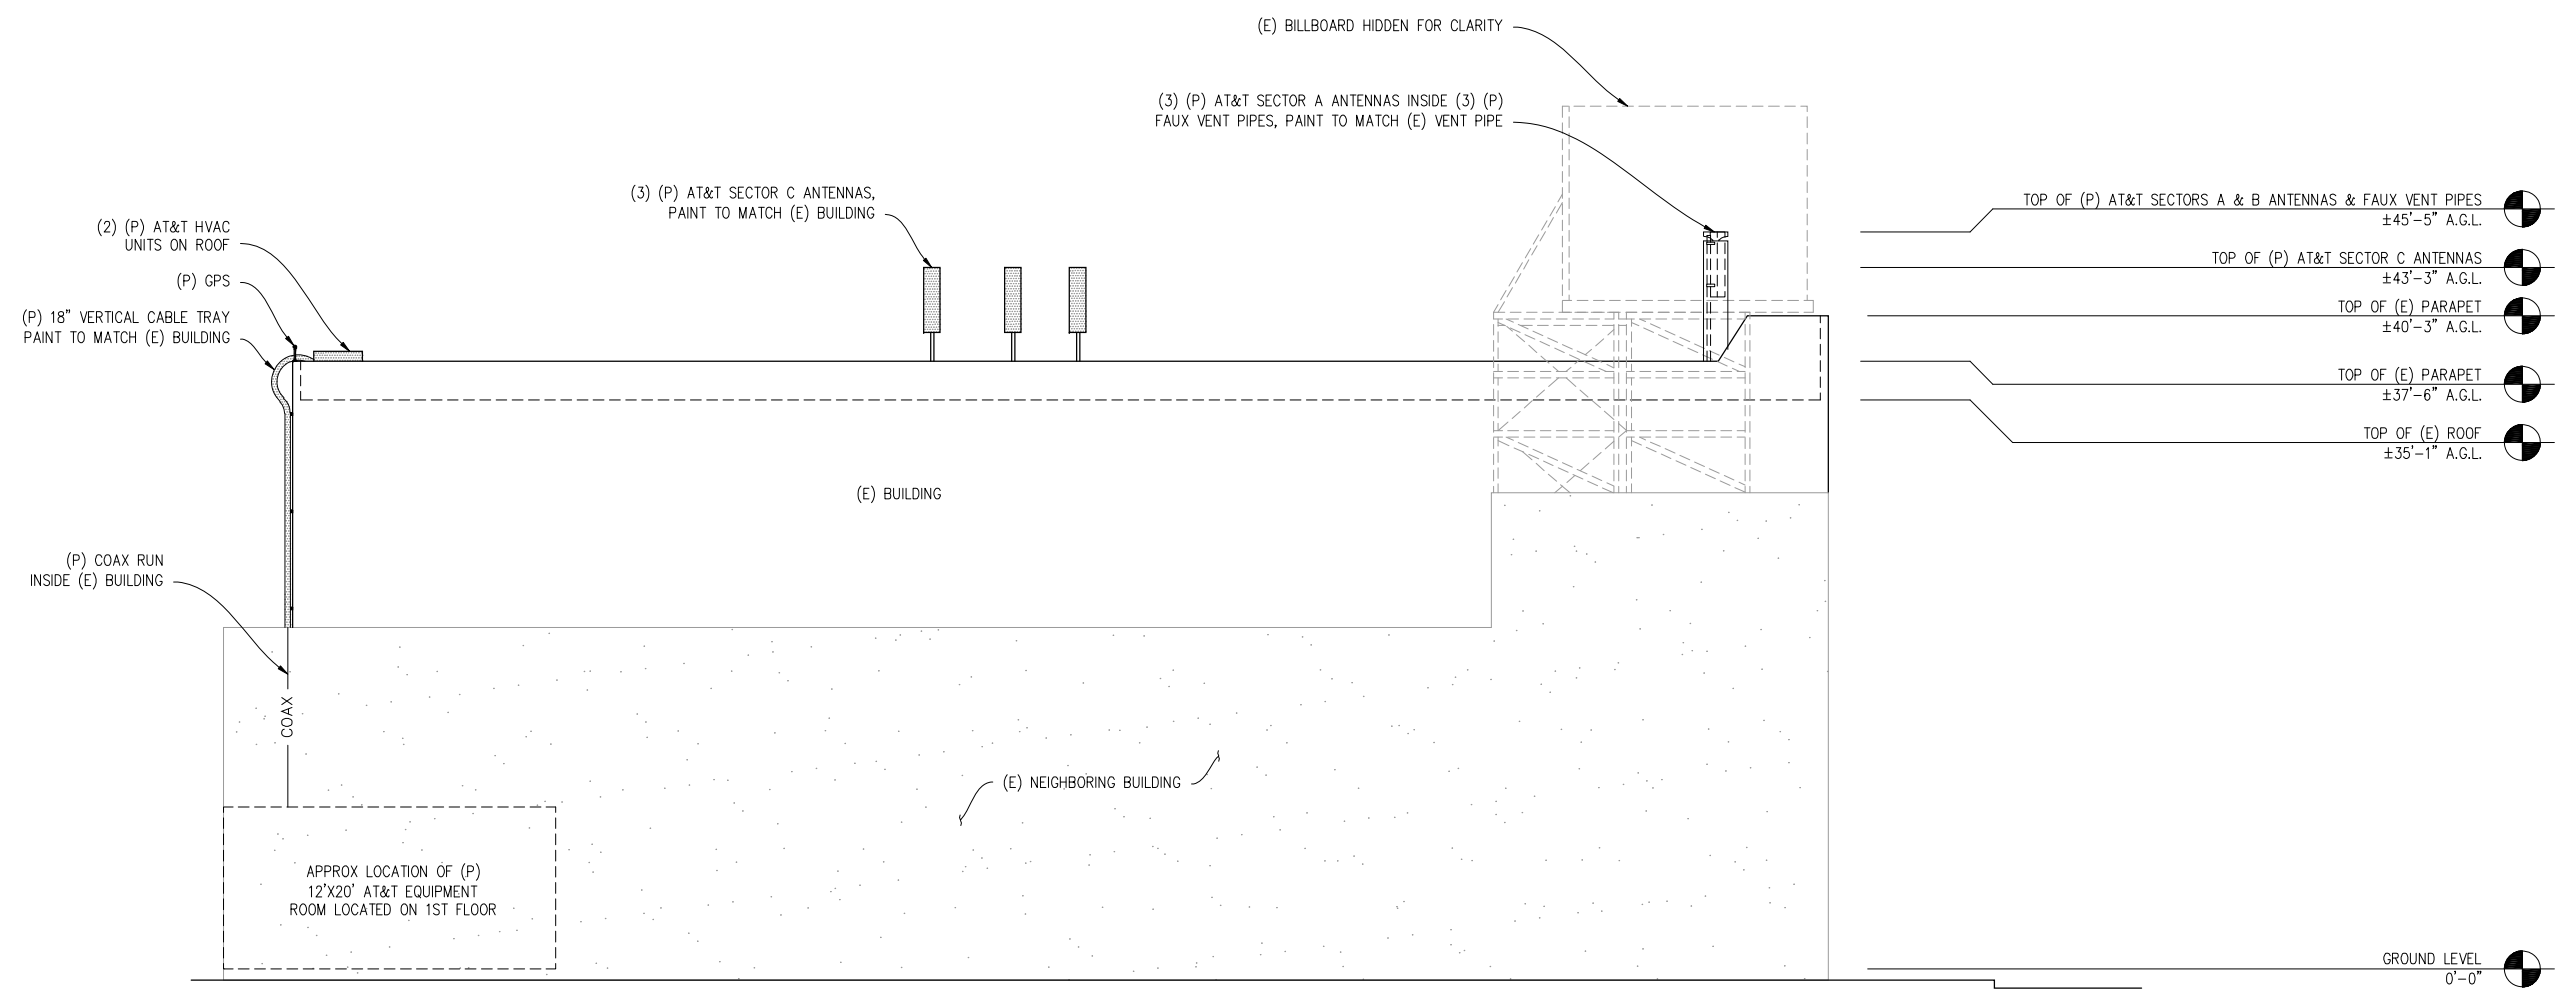 (E) BILLBOARD HIDDEN FOR CLARITY
(3) (P) AT&T SECTOR A ANTENNAS INSIDE (3) (P)
FAUX VENT PIPES, PAINT TO MATCH (E) VENT PIPE
(3) (P) AT&T SECTOR C ANTENNAS,
PAINT TO MATCH (E) BUILDING
(2) (P) AT&T HVAC
UNITS ON ROOF
(P) GPS
(P) 18" VERTICAL CABLE TRAY
PAINT TO MATCH (E) BUILDING
TOP OF (P) AT&T SECTORS A & B ANTENNAS & FAUX VENT PIPES
±45'-5" A.G.L.
TOP OF (P) AT&T SECTOR C ANTENNAS
±43'-3" A.G.L.
TOP OF (E) PARAPET
±40'-3" A.G.L.
TOP OF (E) PARAPET
±37'-6" A.G.L.
TOP OF (E) ROOF
±35'-1" A.G.L.
(E) BUILDING
(P) COAX RUN
INSIDE (E) BUILDING
COAX
(E) NEIGHBORING BUILDING
APPROX LOCATION OF (P)
12'X20' AT&T EQUIPMENT
ROOM LOCATED ON 1ST FLOOR
GROUND LEVEL
0'-0"